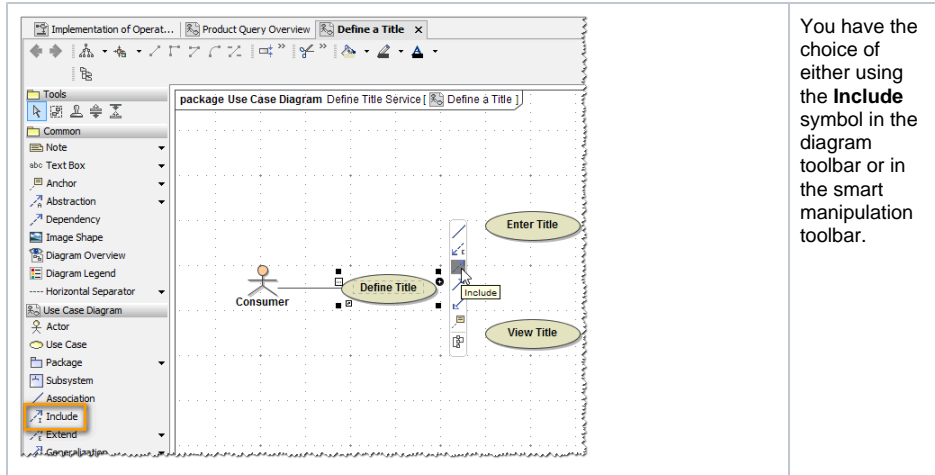 Implementation of Operat...
Product Query Overview
Define a Title
Tools
Common
Note
abc Text Box
Anchor
Abstraction
Dependency
Image Shape
Diagram Overview
Diagram Legend
---- Horizontal Separator
Use Case Diagram
Actor
Use Case
Package
Subsystem
Association
Include
Extend
Generalization
package Use Case Diagram Define Title Service [ Define a Title ]
Enter Title
Define Title
Consumer
Include
View Title
You have the
choice of
either using
the Include
symbol in the
diagram
toolbar or in
the smart
manipulation
toolbar.